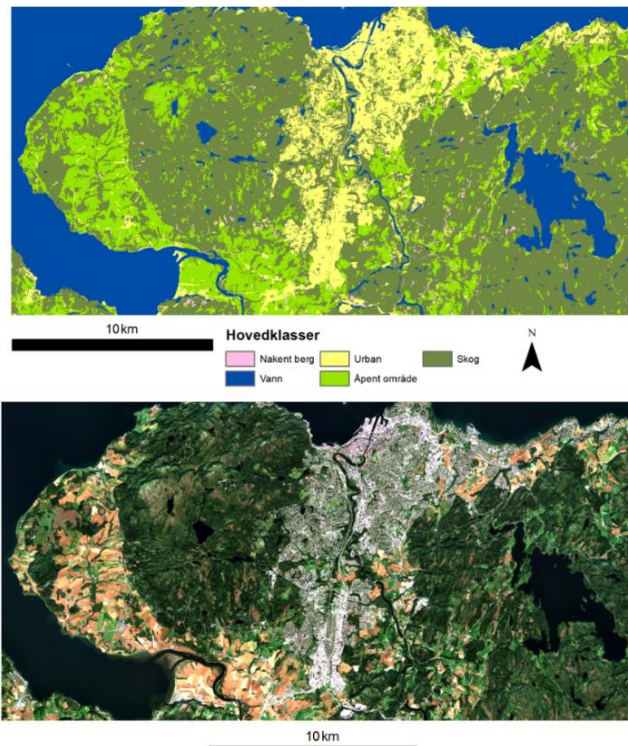 10km
Hovedklasser
N
Nakent berg
Urban
Skog
Vann
Åpent område
10km